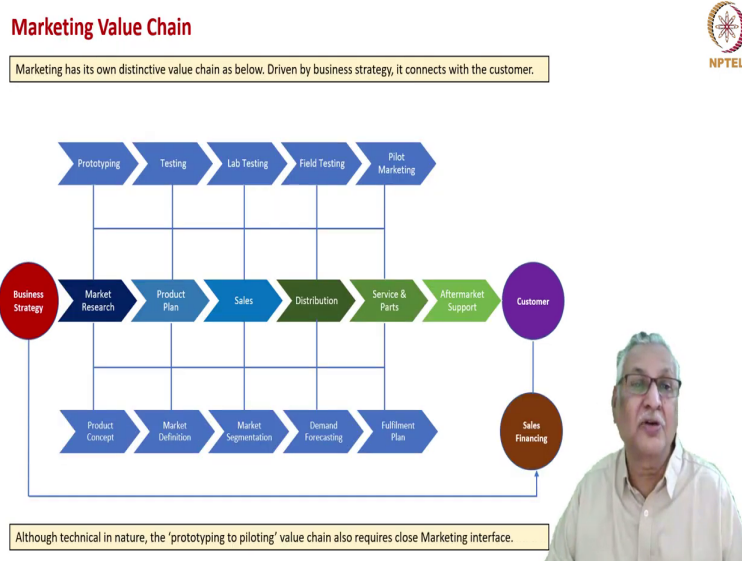 Marketing Value Chain
NPTEL
Marketing has its own distinctive value chain as below. Driven by business strategy, it connects with the customer.
Prototyping
Testing
Lab Testing
Field Testing
Pilot
Marketing
Business
Strategy
Market
Research
Product
Plan
Sales
Distribution
Service &
Parts
Aftermarket
Support
Customer
Product
Concept
Market
Definition
Market
Segmentation
Demand
Forecasting
Fulfilment
Plan
Sales
Financing
Although technical in nature, the ‘prototyping to piloting’ value chain also requires close Marketing interface.